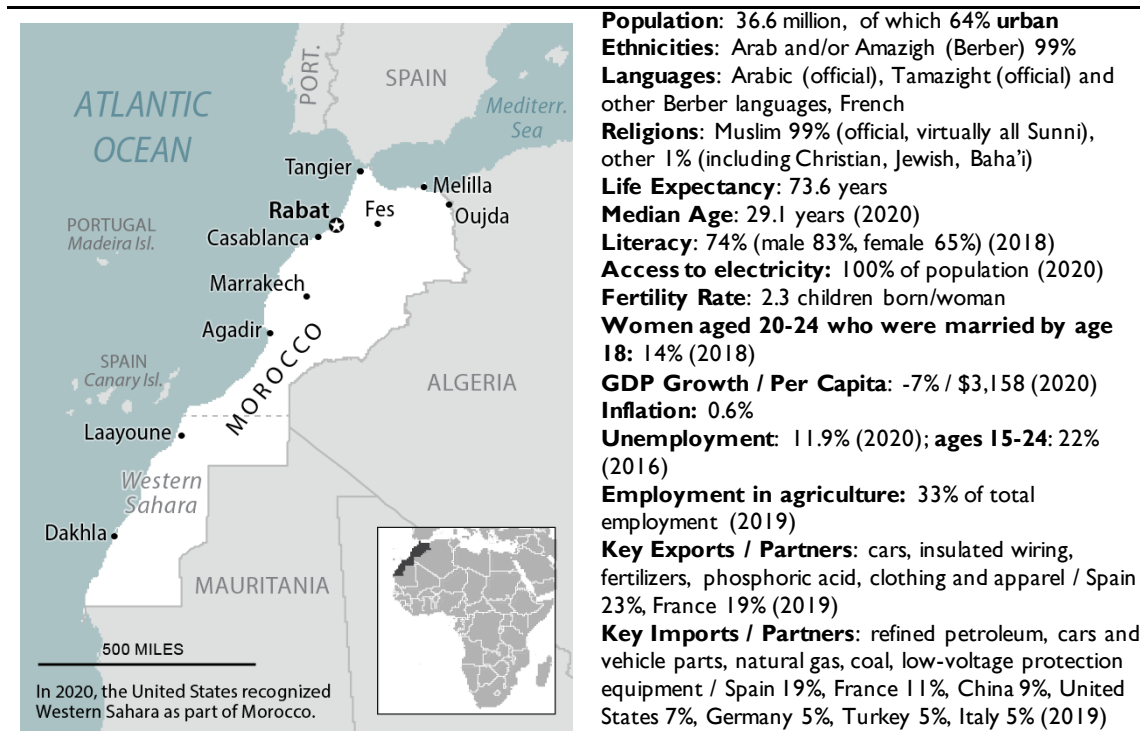 ATLANTIC
OCEAN
PORT.
SPAIN
Mediterr.
Sea
Tangier
Melilla
Rabat
Fes
Oujda
PORTUGAL
Madeira Isl.
Casablanca
Marrakech
Agadir
MOROCCO
SPAIN
Canary Isl.
ALGERIA
Laayoune
Western
Sahara
Dakhla
MAURITANIA
500 MILES
In 2020, the United States recognized
Western Sahara as part of Morocco.
Population: 36.6 million, of which 64% urban
Ethnicities: Arab and/or Amazigh (Berber) 99%
Languages: Arabic (official), Tamazight (official) and
other Berber languages, French
Religions: Muslim 99% (official, virtually all Sunni),
other 1% (including Christian, Jewish, Baha’i)
Life Expectancy: 73.6 years
Median Age: 29.1 years (2020)
Literacy: 74% (male 83%, female 65%) (2018)
Access to electricity: 100% of population (2020)
Fertility Rate: 2.3 children born/woman
Women aged 20-24 who were married by age
18: 14% (2018)
GDP Growth / Per Capita: -7% / $3,158 (2020)
Inflation: 0.6%
Unemployment: 11.9% (2020); ages 15-24: 22%
(2016)
Employment in agriculture: 33% of total
employment (2019)
Key Exports / Partners: cars, insulated wiring,
fertilizers, phosphoric acid, clothing and apparel / Spain
23%, France 19% (2019)
Key Imports / Partners: refined petroleum, cars and
vehicle parts, natural gas, coal, low-voltage protection
equipment / Spain 19%, France 11%, China 9%, United
States 7%, Germany 5%, Turkey 5%, Italy 5% (2019)